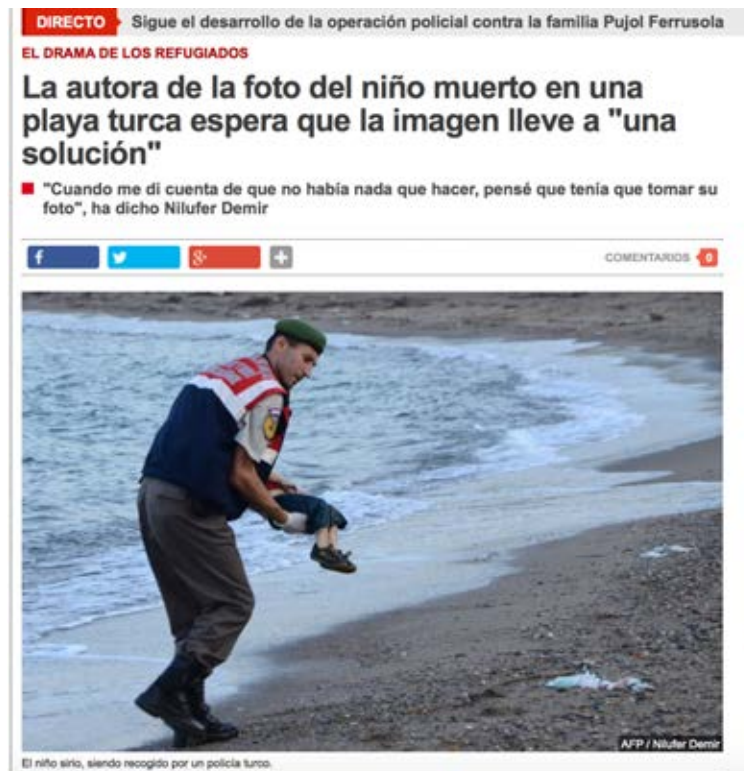 DIRECTO Sigue el desarrollo de la operación policial contra la familia Pujol Ferrusola
EL DRAMA DE LOS REFUGIADOS
La autora de la foto del niño muerto en una
playa turca espera que la imagen lleve a "una
solución"
"Cuando me di cuenta de que no había nada que hacer, pensé que tenía que tomar su
foto", ha dicho Nilufer Demir
f g+ + COMENTARIOS 0
AFP / Nilufer Demir
El niño sirio, siendo recogido por un policía turco.